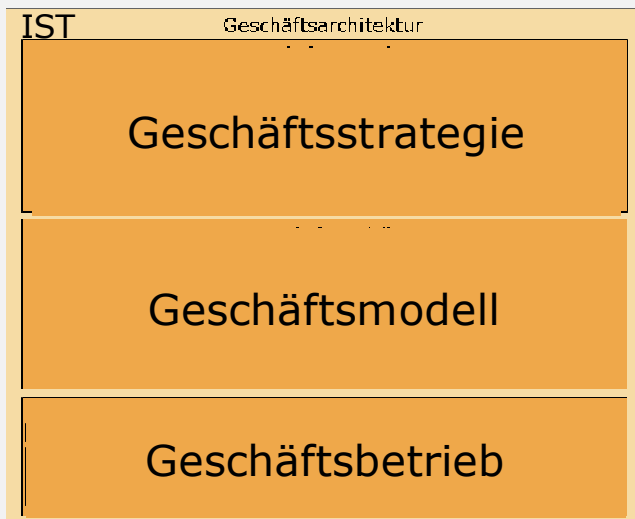 IST
Geschäftsarchitektur
Geschäftsstrategie
Geschäftsmodell
Geschäftsbetrieb